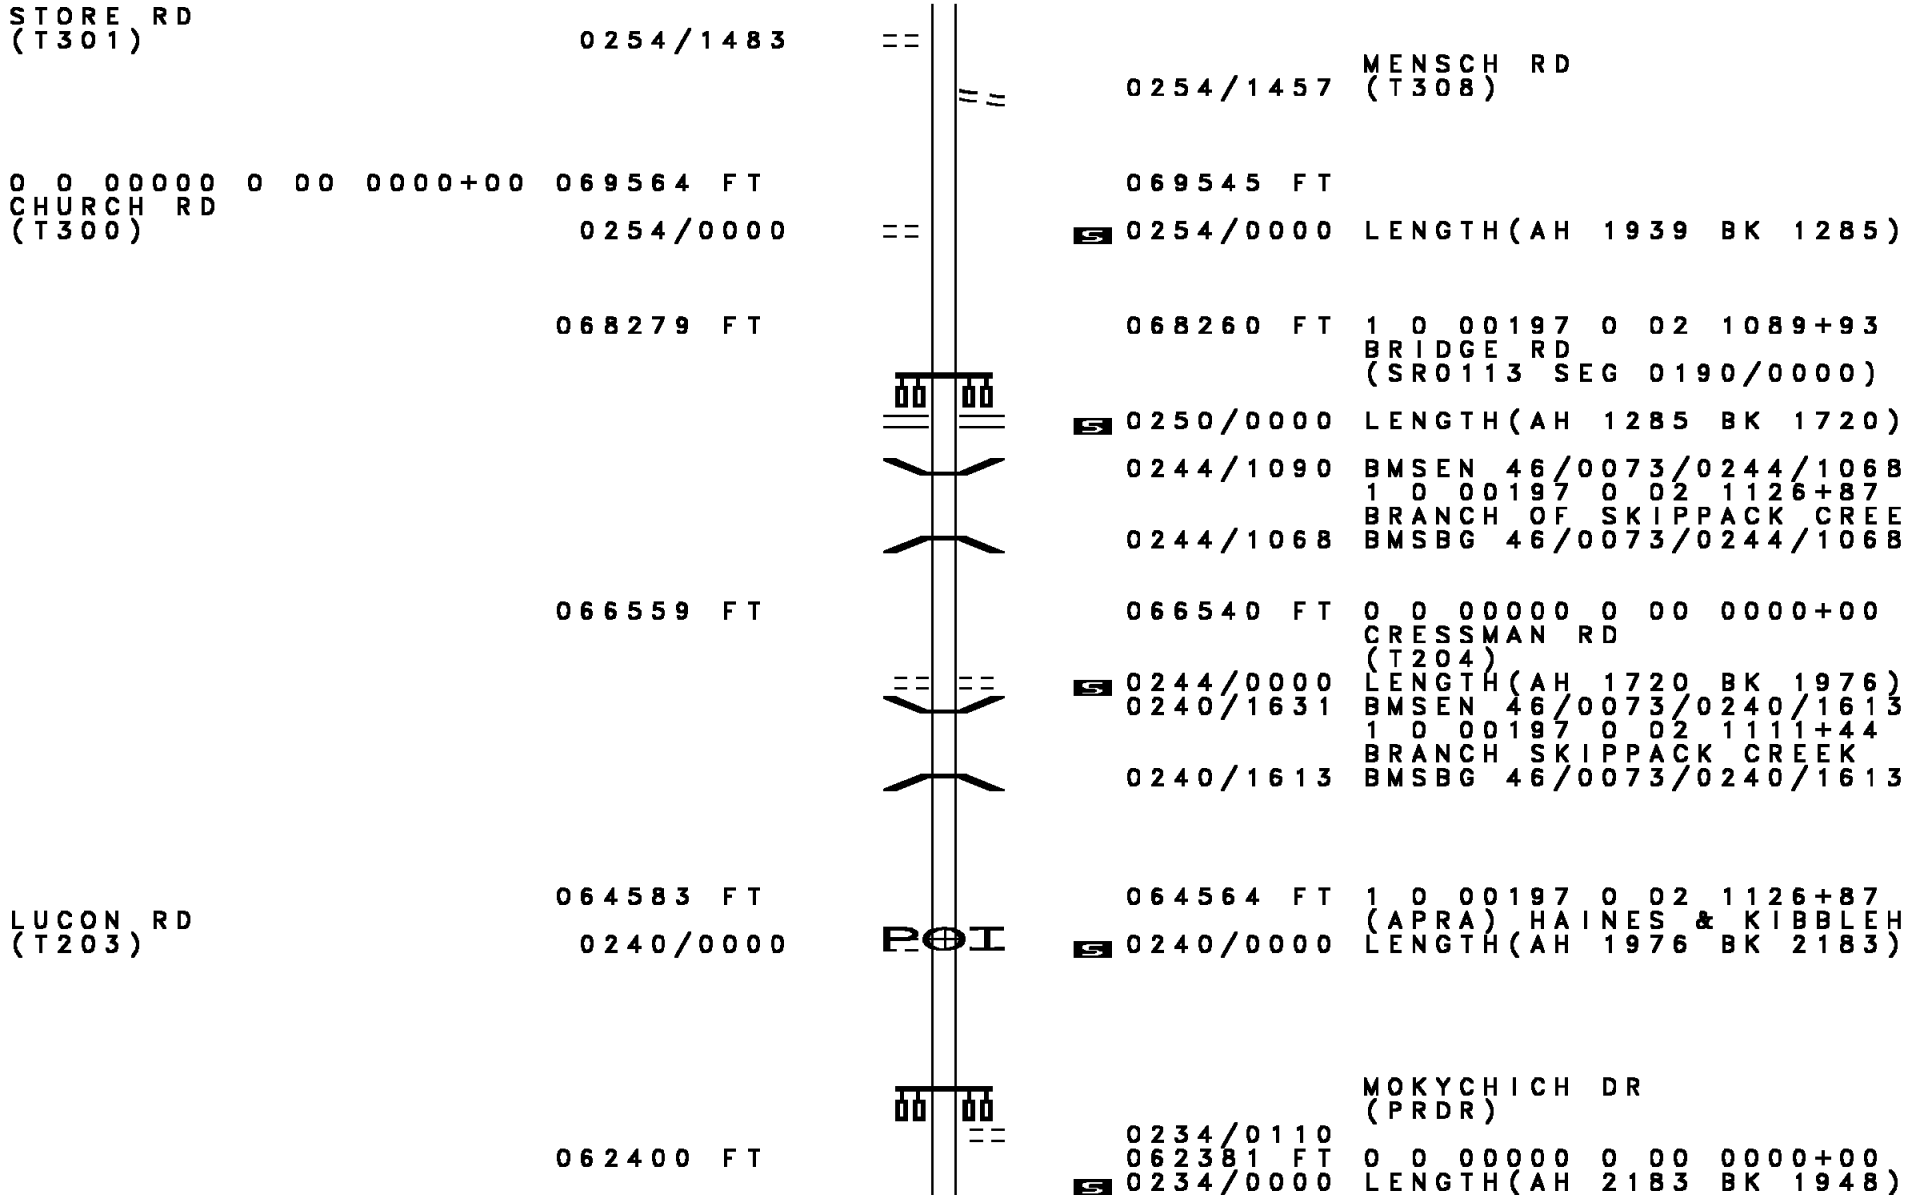 STORE RD
(T301) 0254/1483
MENSCH RD
0254/1457 (T308)
0 0 00000 0 00 0000+00 069564 FT 069545 FT
CHURCH RD
(T300) 0254/0000 S 0254/0000 LENGTH(AH 1939 BK 1285)
068279 FT 068260 FT 1 0 00197 0 02 1089+93
BRIDGE RD
(SR0113 SEG 0190/0000)
S 0250/0000 LENGTH(AH 1285 BK 1720)
0244/1090 BMSEN 46/0073/0244/1068
1 0 00197 0 02 1126+87
BRANCH OF SKIPPACK CREE
0244/1068 BMSBG 46/0073/0244/1068
066559 FT 066540 FT 0 0 00000 0 00 0000+00
CRESSMAN RD
(T204)
S 0244/0000 LENGTH(AH 1720 BK 1976)
0240/1631 BMSEN 46/0073/0240/1613
1 0 00197 0 02 1111+44
BRANCH SKIPPACK CREEK
0240/1613 BMSBG 46/0073/0240/1613
064583 FT 064564 FT 1 0 00197 0 02 1126+87
LUCON RD (APRA) HAINES & KIBBLEH
(T203) 0240/0000 POI S 0240/0000 LENGTH(AH 1976 BK 2183)
MOKYCHICH DR
(PRDR)
0234/0110
062400 FT 062381 FT 0 0 00000 0 00 0000+00
S 0234/0000 LENGTH(AH 2183 BK 1948)